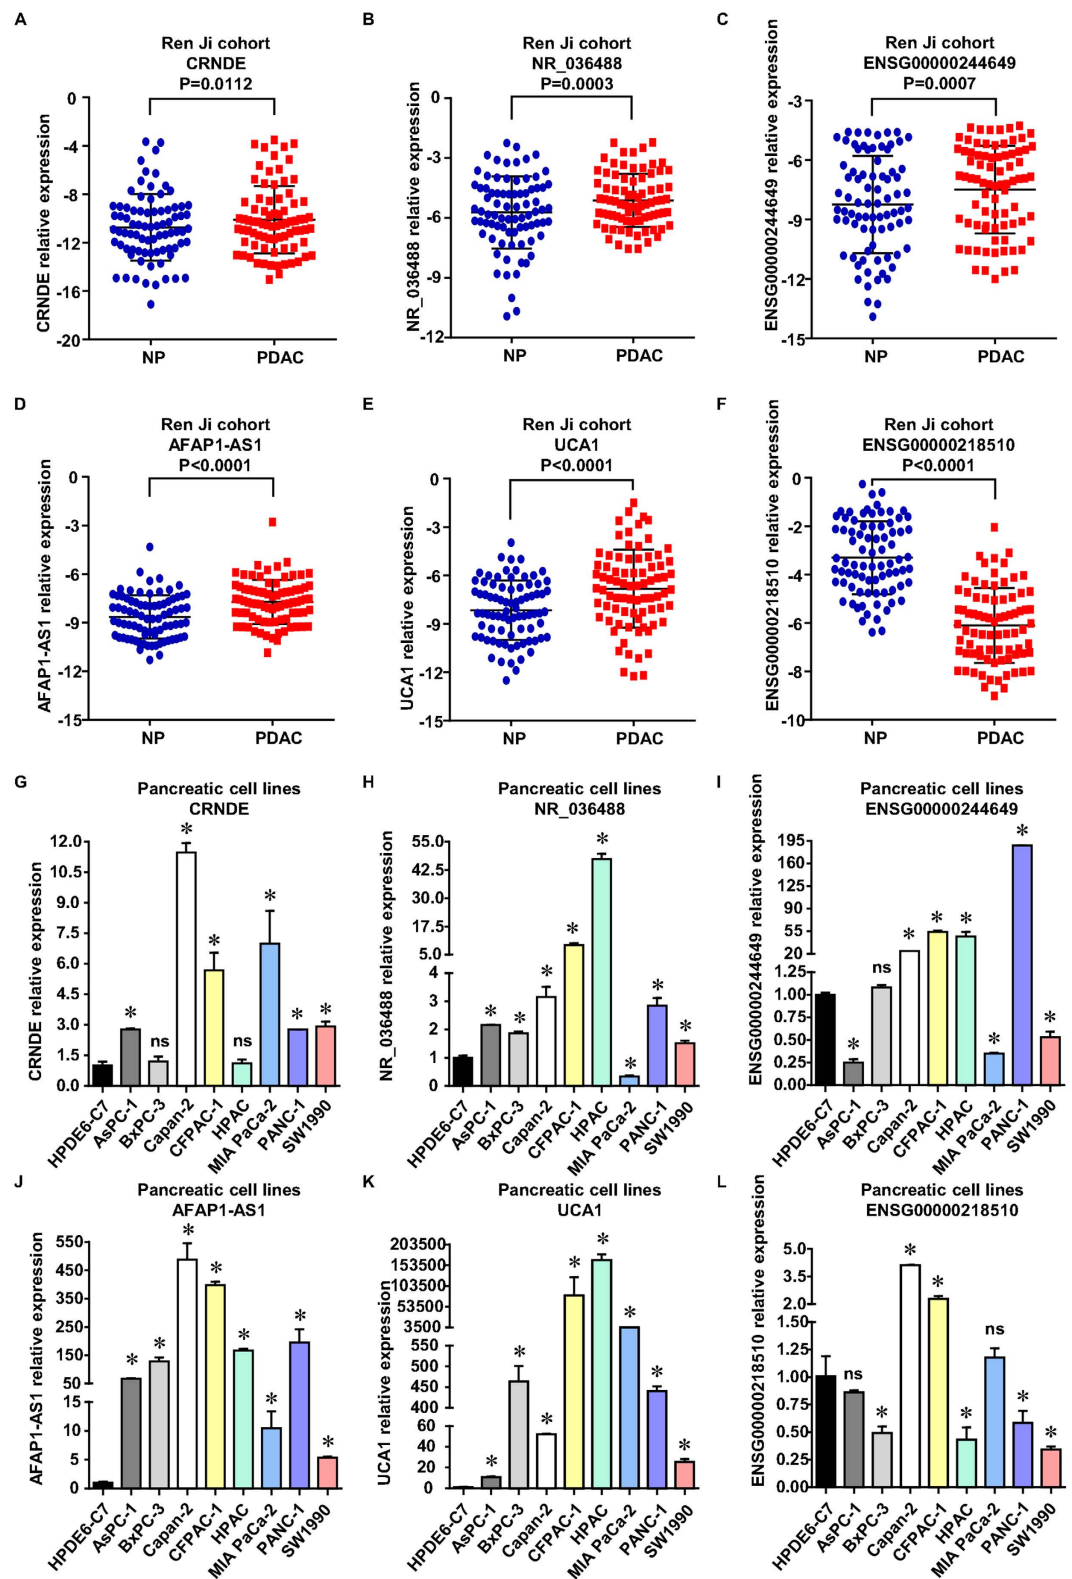 A
Ren Ji cohort
CRNDE
P=0.0112
CRNDE relative expression
0
-4
-8
-12
-16
-20
NP
PDAC
B
Ren Ji cohort
NR_036488
P=0.0003
NR_036488 relative expression
0
-3
-6
-9
-12
NP
PDAC
C
Ren Ji cohort
ENSG00000244649
P=0.0007
ENSG00000244649 relative expression
-3
-6
-9
-12
-15
NP
PDAC
D
Ren Ji cohort
AFAP1-AS1
P<0.0001
AFAP1-AS1 relative expression
0
-3
-6
-9
-12
-15
NP
PDAC
E
Ren Ji cohort
UCA1
P<0.0001
UCA1 relative expression
0
-3
-6
-9
-12
-15
NP
PDAC
F
Ren Ji cohort
ENSG00000218510
P<0.0001
ENSG00000218510 relative expression
0
-2
-4
-6
-8
-10
NP
PDAC
G
Pancreatic cell lines
CRNDE
CRNDE relative expression
12.0
9.0
7.5
6.0
4.5
3.0
1.5
0.0
*
ns
*
*
ns
*
*
*
HPDE6-C7
AsPC-1
BxPC-3
Capan-2
CFPAC-1
HPAC
MIA PaCa-2
PANC-1
SW1990
H
Pancreatic cell lines
NR_036488
NR_036488 relative expression
55.0
42.5
30.0
17.5
5.0
4
3
2
1
0
*
*
*
*
*
*
*
*
HPDE6-C7
AsPC-1
BxPC-3
Capan-2
CFPAC-1
HPAC
MIA PaCa-2
PANC-1
SW1990
I
Pancreatic cell lines
ENSG00000244649
ENSG00000244649 relative expression
195
160
125
90
55
20
1.25
1.00
0.75
0.50
0.25
0.00
*
ns
*
*
*
*
*
*
HPDE6-C7
AsPC-1
BxPC-3
Capan-2
CFPAC-1
HPAC
MIA PaCa-2
PANC-1
SW1990
J
Pancreatic cell lines
AFAP1-AS1
AFAP1-AS1 relative expression
550
450
350
250
150
50
15
10
5
0
*
*
*
*
*
*
*
*
HPDE6-C7
AsPC-1
BxPC-3
Capan-2
CFPAC-1
HPAC
MIA PaCa-2
PANC-1
SW1990
K
Pancreatic cell lines
UCA1
UCA1 relative expression
203500
153500
103500
53500
3500
550
500
450
400
60
40
20
0
*
*
*
*
*
*
*
*
HPDE6-C7
AsPC-1
BxPC-3
Capan-2
CFPAC-1
HPAC
MIA PaCa-2
PANC-1
SW1990
L
Pancreatic cell lines
ENSG00000218510
ENSG00000218510 relative expression
5.0
3.5
2.0
1.50
1.25
1.00
0.75
0.50
0.25
0.00
ns
*
*
*
*
ns
*
*
HPDE6-C7
AsPC-1
BxPC-3
Capan-2
CFPAC-1
HPAC
MIA PaCa-2
PANC-1
SW1990